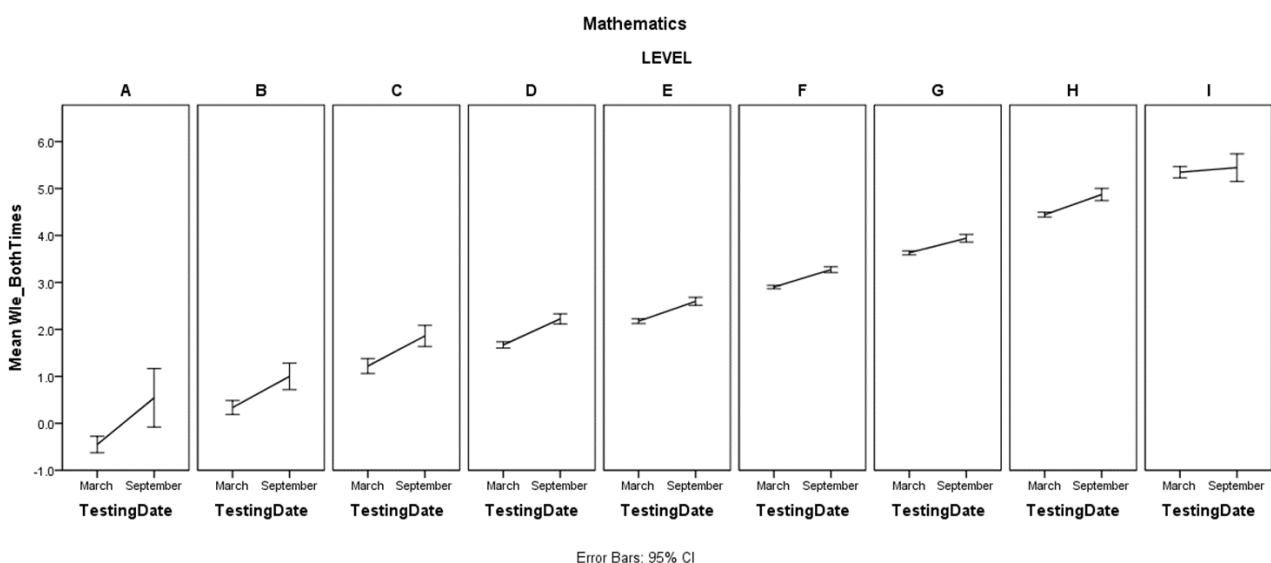 Mathematics
LEVEL
A B C D E F G H I
Mean Wle_BothTimes
6.0
5.0
4.0
3.0
2.0
1.0
0.0
-1.0
March September March September March September March September March September March September March September March September March September
TestingDate TestingDate TestingDate TestingDate TestingDate TestingDate TestingDate TestingDate TestingDate
Error Bars: 95% CI